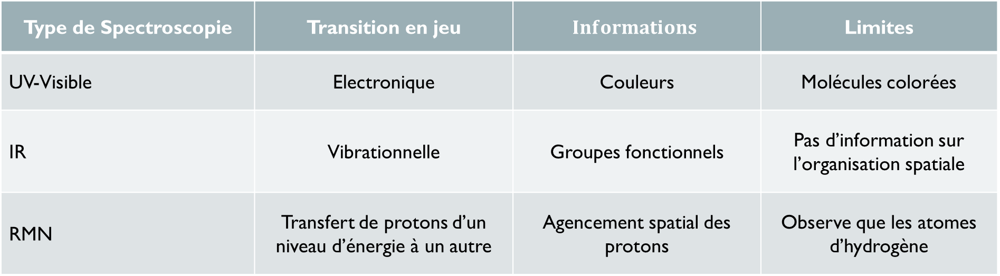 Type de Spectroscopie
Transition en jeu
Informations
Limites
UV-Visible
Electronique
Couleurs
Molécules colorées
IR
Vibrationnelle
Groupes fonctionnels
Pas d’information sur
l’organisation spatiale
RMN
Transfert de protons d’un
niveau d’énergie à un autre
Agencement spatial des
protons
Observe que les atomes
d’hydrogène